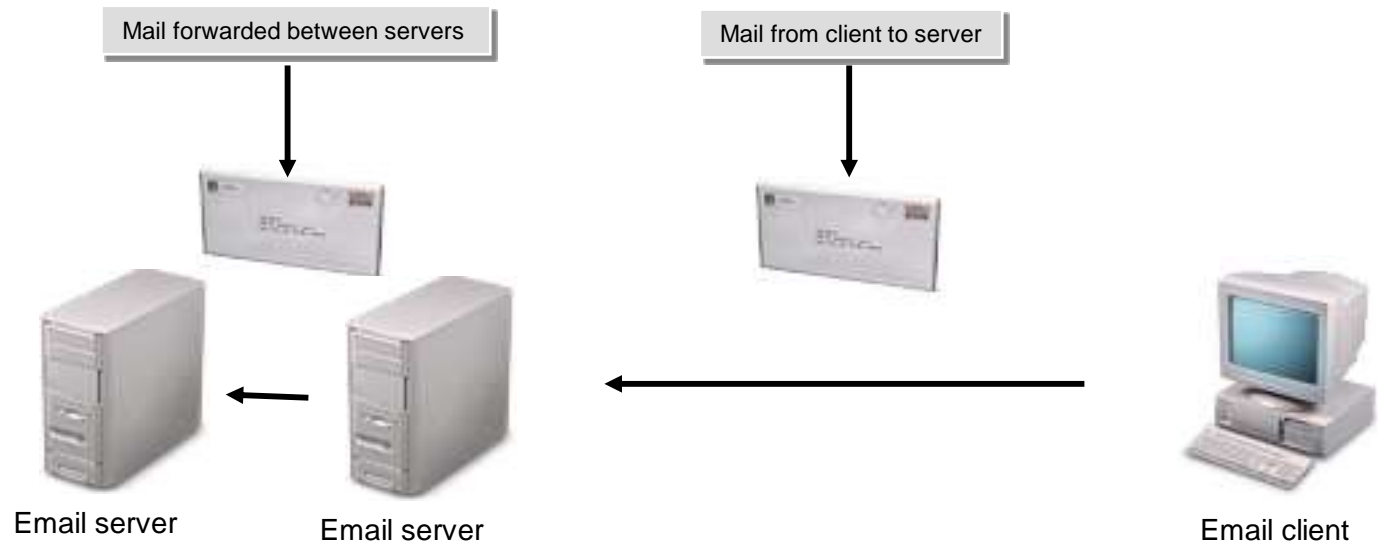 Mail forwarded between servers
Mail from client to server
Email server
Email server
Email client